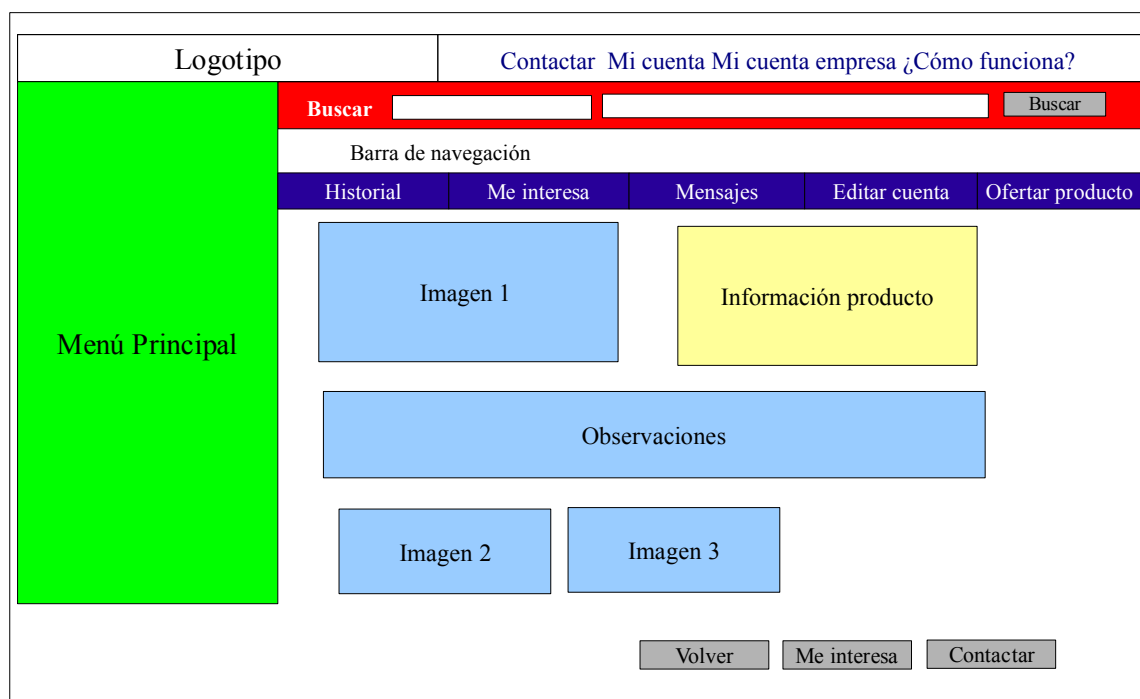 Logotipo
Contactar Mi cuenta Mi cuenta empresa ¿Cómo funciona?
Buscar
Buscar
Barra de navegación
Historial Me interesa Mensajes Editar cuenta Ofertar producto
Menú Principal
Imagen 1
Información producto
Observaciones
Imagen 2
Imagen 3
Volver
Me interesa
Contactar